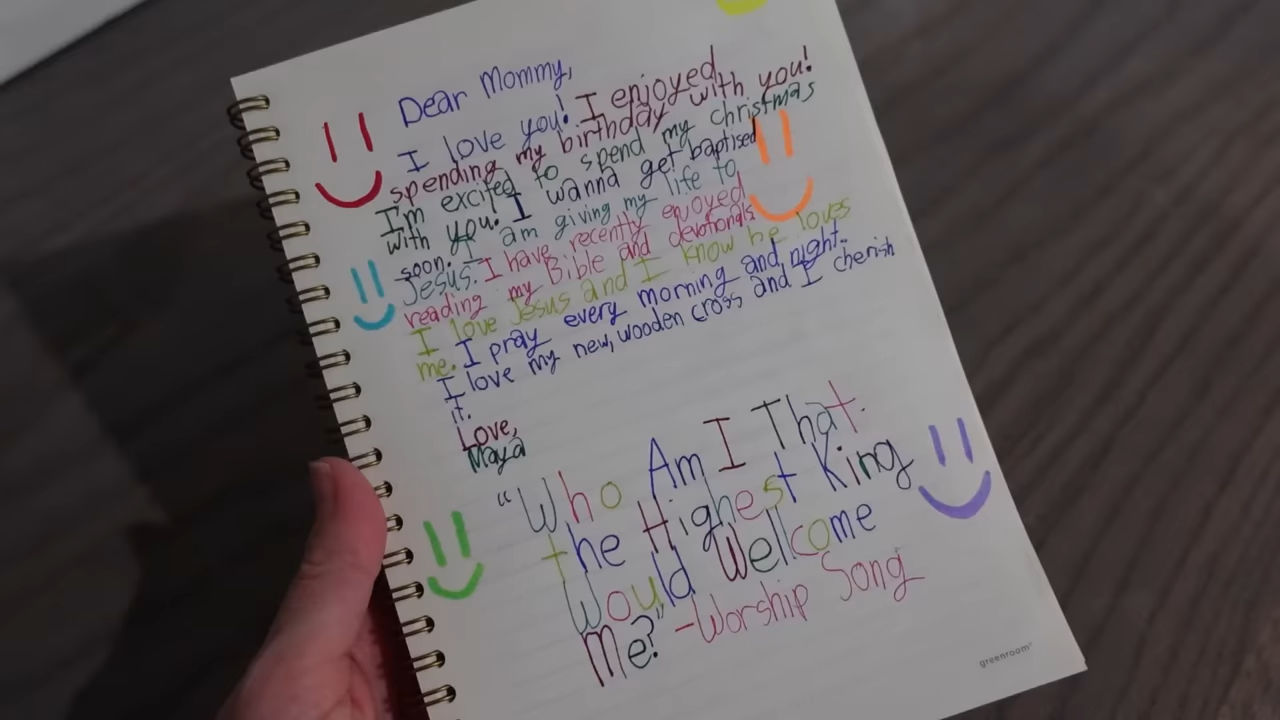 Dear Mommy,
I love you! I enjoyed
spending my birthday with you!
I'm excited to spend my christmas
with you! I wanna get baptised
soon. I am giving my life to
Jesus. I have recently enjoyed
reading my Bible and devotionals
I love Jesus and I know he loves
me. I pray every morning and night.
I love my new, wooden cross and I cherish
it.
Love,
Maya
"Who Am I That
the Highest King
Would Wellcome
Me?" -Worship Song
greenroom